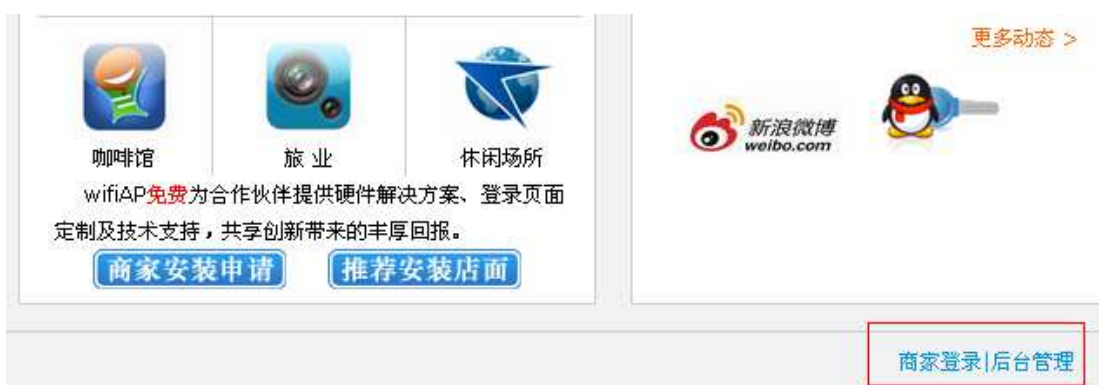 更多动态 >
新浪微博
weibo.com
咖啡馆 旅 业 休闲场所
wifiAP免费为合作伙伴提供硬件解决方案、登录页面
定制及技术支持，共享创新带来的丰厚回报。
商家安装申请 推荐安装店面
商家登录|后台管理